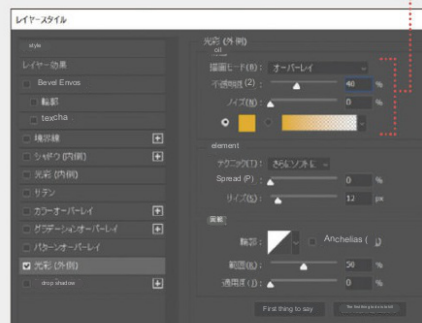 レイヤースタイル
style
レイヤー効果
Bevel Envos
輪郭
texcha
境界線
シャドウ (内側)
光彩 (内側)
サテン
カラーオーバーレイ
グラデーションオーバーレイ
パターンオーバーレイ
光彩 (外側)
drop shadow
光彩 (外側)
描画モード(B): オーバーレイ
不透明度 (2) : 40 %
ノイズ(N): 0 %
element
テクニック(T): さらにソフトに
Spread (P) : 0 %
サイズ(S): 12 px
画質
輪郭: Anchelias (
範囲(R): 50 %
適用度(J): 0 %
First thing to say